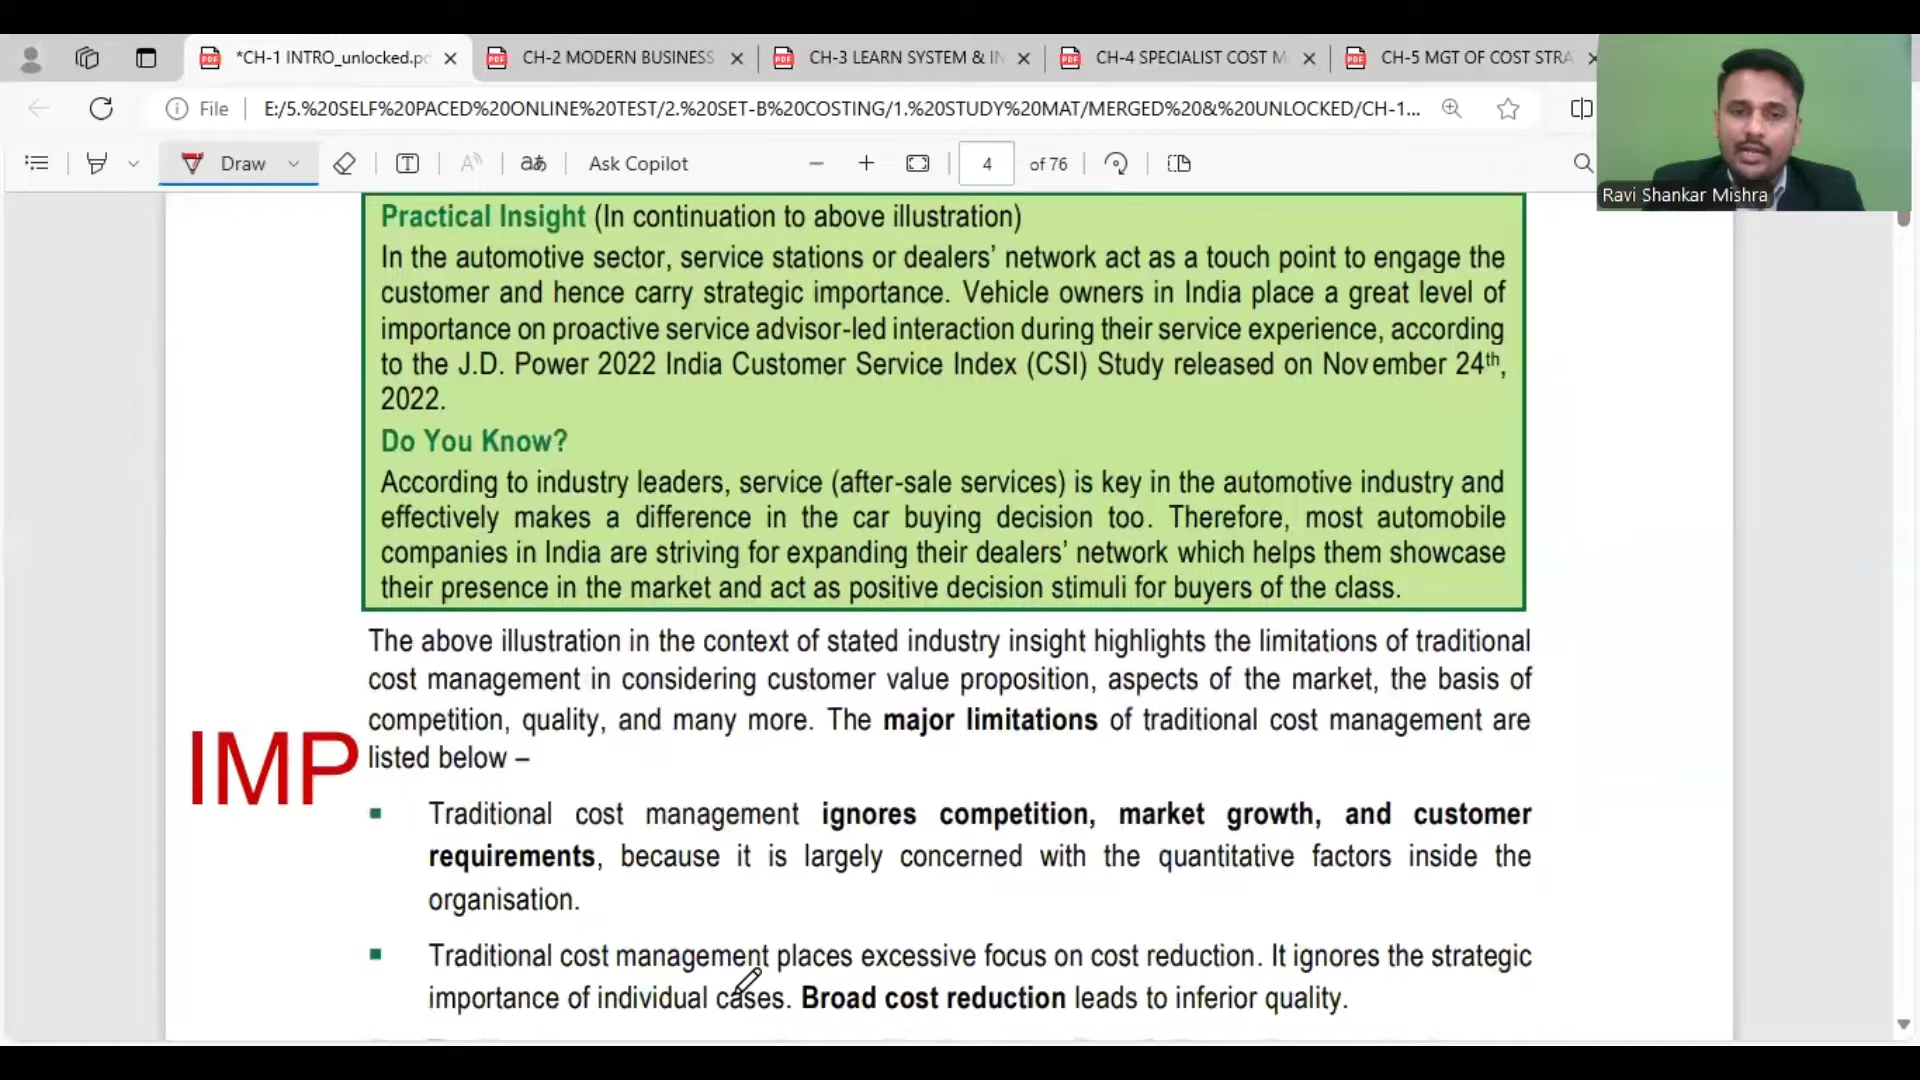 *CH-1 INTRO_unlocked.pd
CH-2 MODERN BUSINESS
CH-3 LEARN SYSTEM & IN
CH-4 SPECIALIST COST M
CH-5 MGT OF COST STRA
File
E:/5.%20SELF%20PACED%20ONLINE%20TEST/2.%20SET-B%20COSTING/1.%20STUDY%20MAT/MERGED%20&%20UNLOCKED/CH-1...
Draw
Ask Copilot
4 of 76
Ravi Shankar Mishra
Practical Insight (In continuation to above illustration)
In the automotive sector, service stations or dealers’ network act as a touch point to engage the
customer and hence carry strategic importance. Vehicle owners in India place a great level of
importance on proactive service advisor-led interaction during their service experience, according
to the J.D. Power 2022 India Customer Service Index (CSI) Study released on November 24th,
2022.
Do You Know?
According to industry leaders, service (after-sale services) is key in the automotive industry and
effectively makes a difference in the car buying decision too. Therefore, most automobile
companies in India are striving for expanding their dealers’ network which helps them showcase
their presence in the market and act as positive decision stimuli for buyers of the class.
The above illustration in the context of stated industry insight highlights the limitations of traditional
cost management in considering customer value proposition, aspects of the market, the basis of
competition, quality, and many more. The major limitations of traditional cost management are
listed below –
IMP
▪ Traditional cost management ignores competition, market growth, and customer
requirements, because it is largely concerned with the quantitative factors inside the
organisation.
▪ Traditional cost management places excessive focus on cost reduction. It ignores the strategic
importance of individual cases. Broad cost reduction leads to inferior quality.